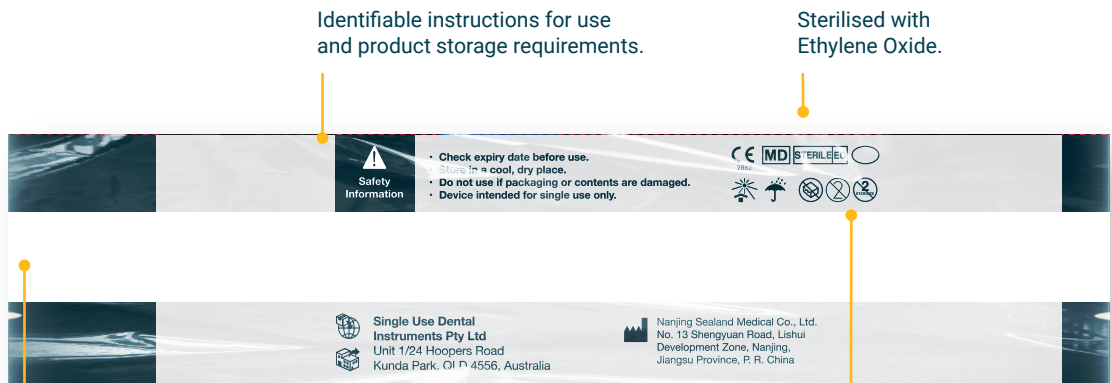 Identifiable instructions for use
and product storage requirements.
Sterilised with
Ethylene Oxide.
Safety
Information
· Check expiry date before use.
· Store in a cool, dry place.
· Do not use if packaging or contents are damaged.
· Device intended for single use only.
CE MD STERILE EO
2862
2 2
STERILIZE
Single Use Dental
Instruments Pty Ltd
Unit 1/24 Hoopers Road
Kunda Park, QLD 4556, Australia
Nanjing Sealand Medical Co., Ltd.
No. 13 Shengyuan Road, Lishui
Development Zone, Nanjing,
Jiangsu Province, P. R. China